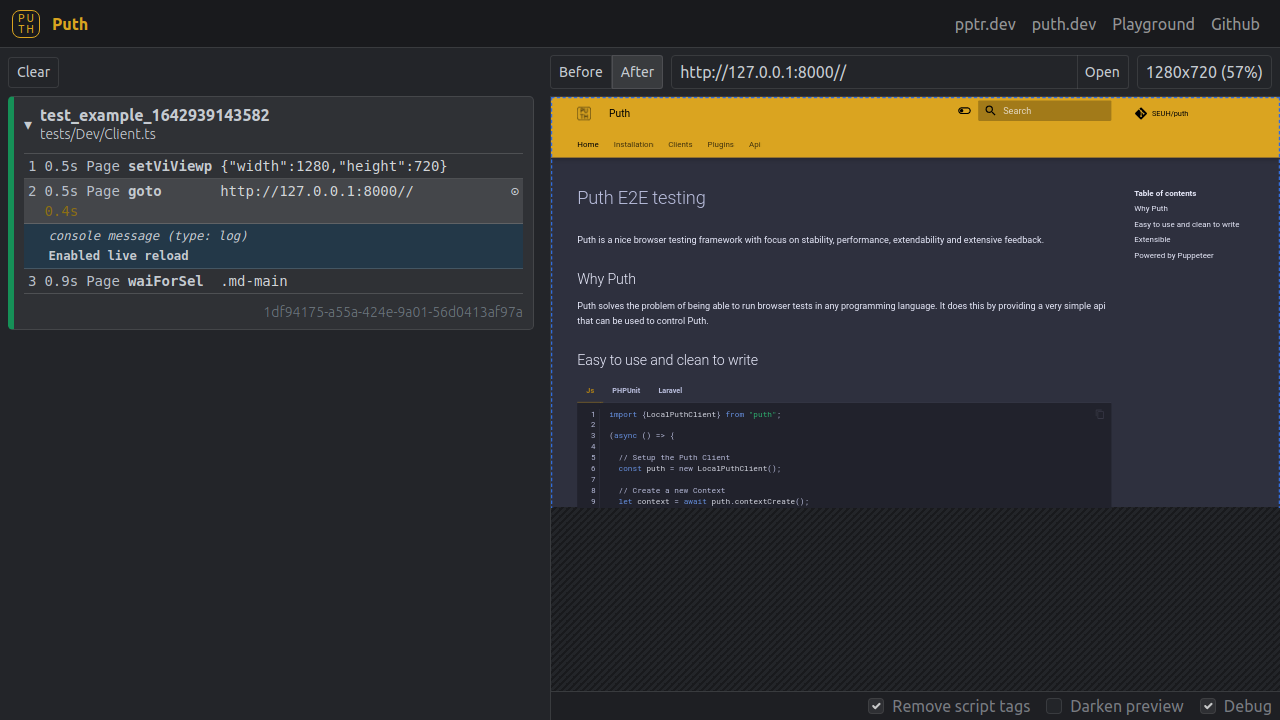 PU
TH
Puth
pptr.dev puth.dev Playground Github
Clear
test_example_1642939143582
tests/Dev/Client.ts
1 0.5s Page setViViewp {"width":1280,"height":720}
2 0.5s Page goto http://127.0.0.1:8000//
0.4s
console message (type: log)
Enabled live reload
3 0.9s Page waiForSel .md-main
1df94175-a55a-424e-9a01-56d0413af97a
Before After http://127.0.0.1:8000// Open 1280x720 (57%)
PU
TH
Puth
Search
SEUH/puth
Home Installation Clients Plugins Api
Puth E2E testing
Puth is a nice browser testing framework with focus on stability, performance, extendability and extensive feedback.
Why Puth
Puth solves the problem of being able to run browser tests in any programming language. It does this by providing a very simple api
that can be used to control Puth.
Easy to use and clean to write
Js PHPUnit Laravel
1 import {LocalPuthClient} from "puth";
2
3 (async () => {
4
5 // Setup the Puth Client
6 const puth = new LocalPuthClient();
7
8 // Create a new Context
9 let context = await puth.contextCreate();
Table of contents
Why Puth
Easy to use and clean to write
Extensible
Powered by Puppeteer
Remove script tags Darken preview Debug